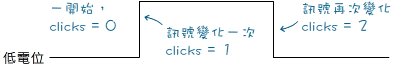 一開始，
clicks = 0
訊號變化一次
clicks = 1
訊號再次變化
clicks = 2
低電位